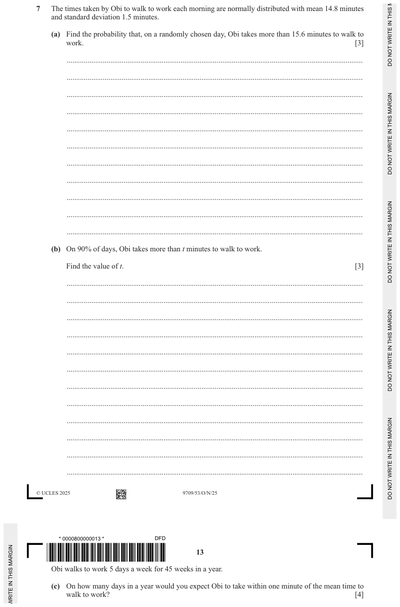 7 The times taken by Obi to walk to work each morning are normally distributed with mean 14.8 minutes
and standard deviation 1.5 minutes.
(a) Find the probability that, on a randomly chosen day, Obi takes more than 15.6 minutes to walk to
work. [3]
(b) On 90% of days, Obi takes more than t minutes to walk to work.
Find the value of t. [3]
© UCLES 2025 9709/53/O/N/25
* 0000800000013 * DFD
13
Obi walks to work 5 days a week for 45 weeks in a year.
(c) On how many days in a year would you expect Obi to take within one minute of the mean time to
walk to work? [4]
DO NOT WRITE IN THIS MARGIN
DO NOT WRITE IN THIS MARGIN
DO NOT WRITE IN THIS MARGIN
DO NOT WRITE IN THIS MARGIN
WRITE IN THIS MARGIN